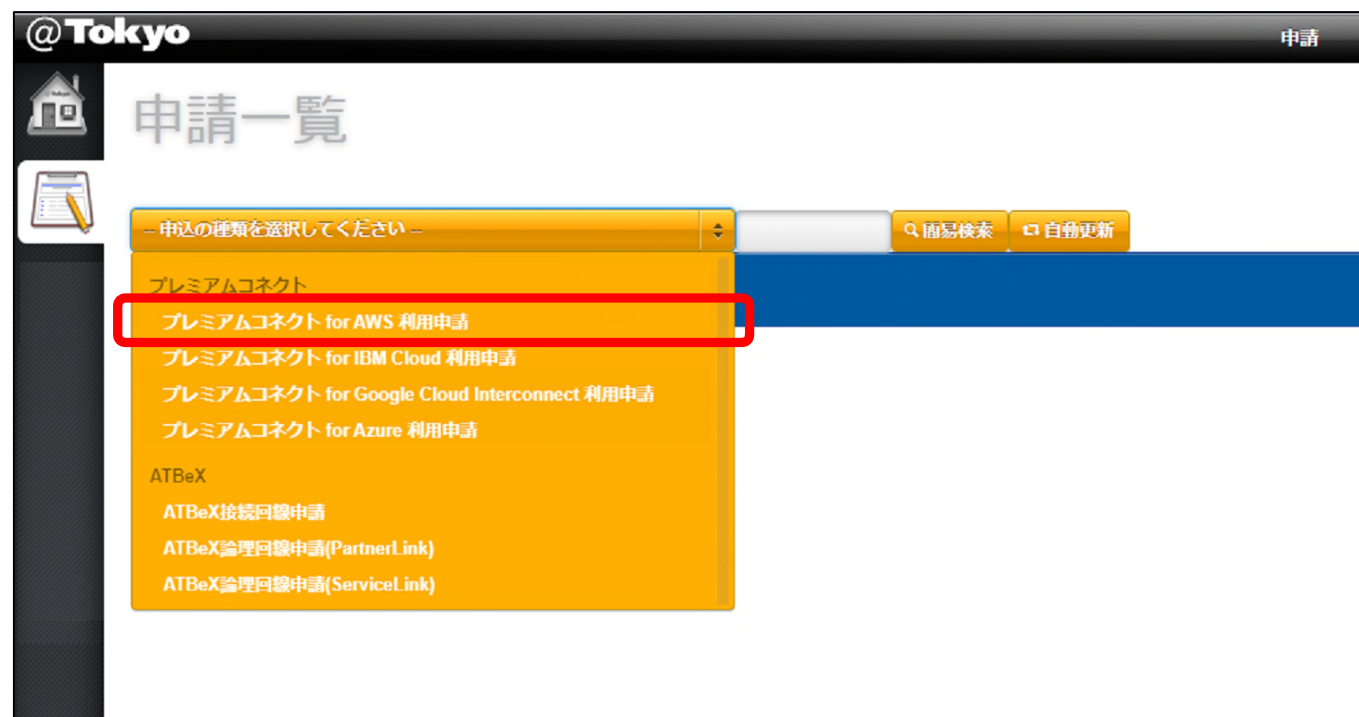 @Tokyo
申請
申請一覧
-- 申込の種類を選択してください --
簡易検索
自動更新
プレミアムコネクト
プレミアムコネクト for AWS 利用申請
プレミアムコネクト for IBM Cloud 利用申請
プレミアムコネクト for Google Cloud Interconnect 利用申請
プレミアムコネクト for Azure 利用申請
ATBeX
ATBeX接続回線申請
ATBeX論理回線申請(PartnerLink)
ATBeX論理回線申請(ServiceLink)